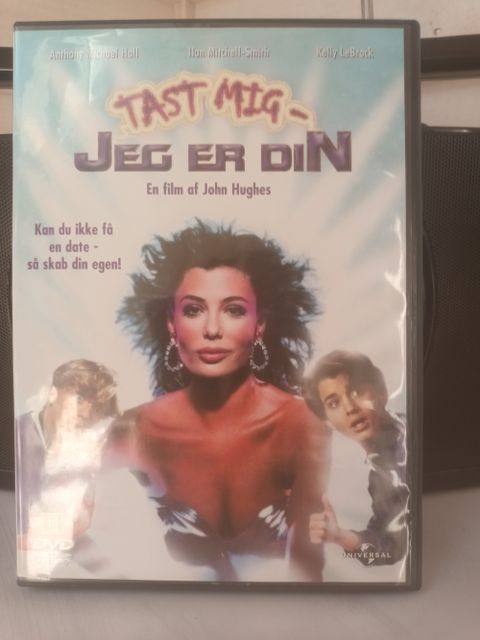 Anthony Michael Hall Ilan Mitchell-Smith Kelly LeBrock
TAST MIG -
JEG ER DIN
En film af John Hughes
Kan du ikke få
en date -
så skab din egen!
DVD
UNIVERSAL